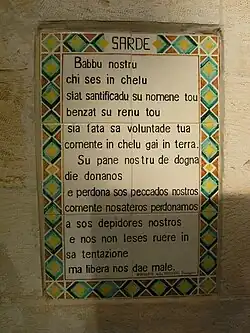 SARDE
Babbu nostru
chi ses in chelu
siat santificadu su nomene tou
benzat su renu tou
sia fata sa voluntade tua
comente in chelu gai in terra.
Su pane nostru de dogna
die donanos
e perdona sos peccados nostros
comente nosateros perdonamos
a sos depidores nostros
e nos non leses ruere in
sa tentazione
ma libera nos dae male.